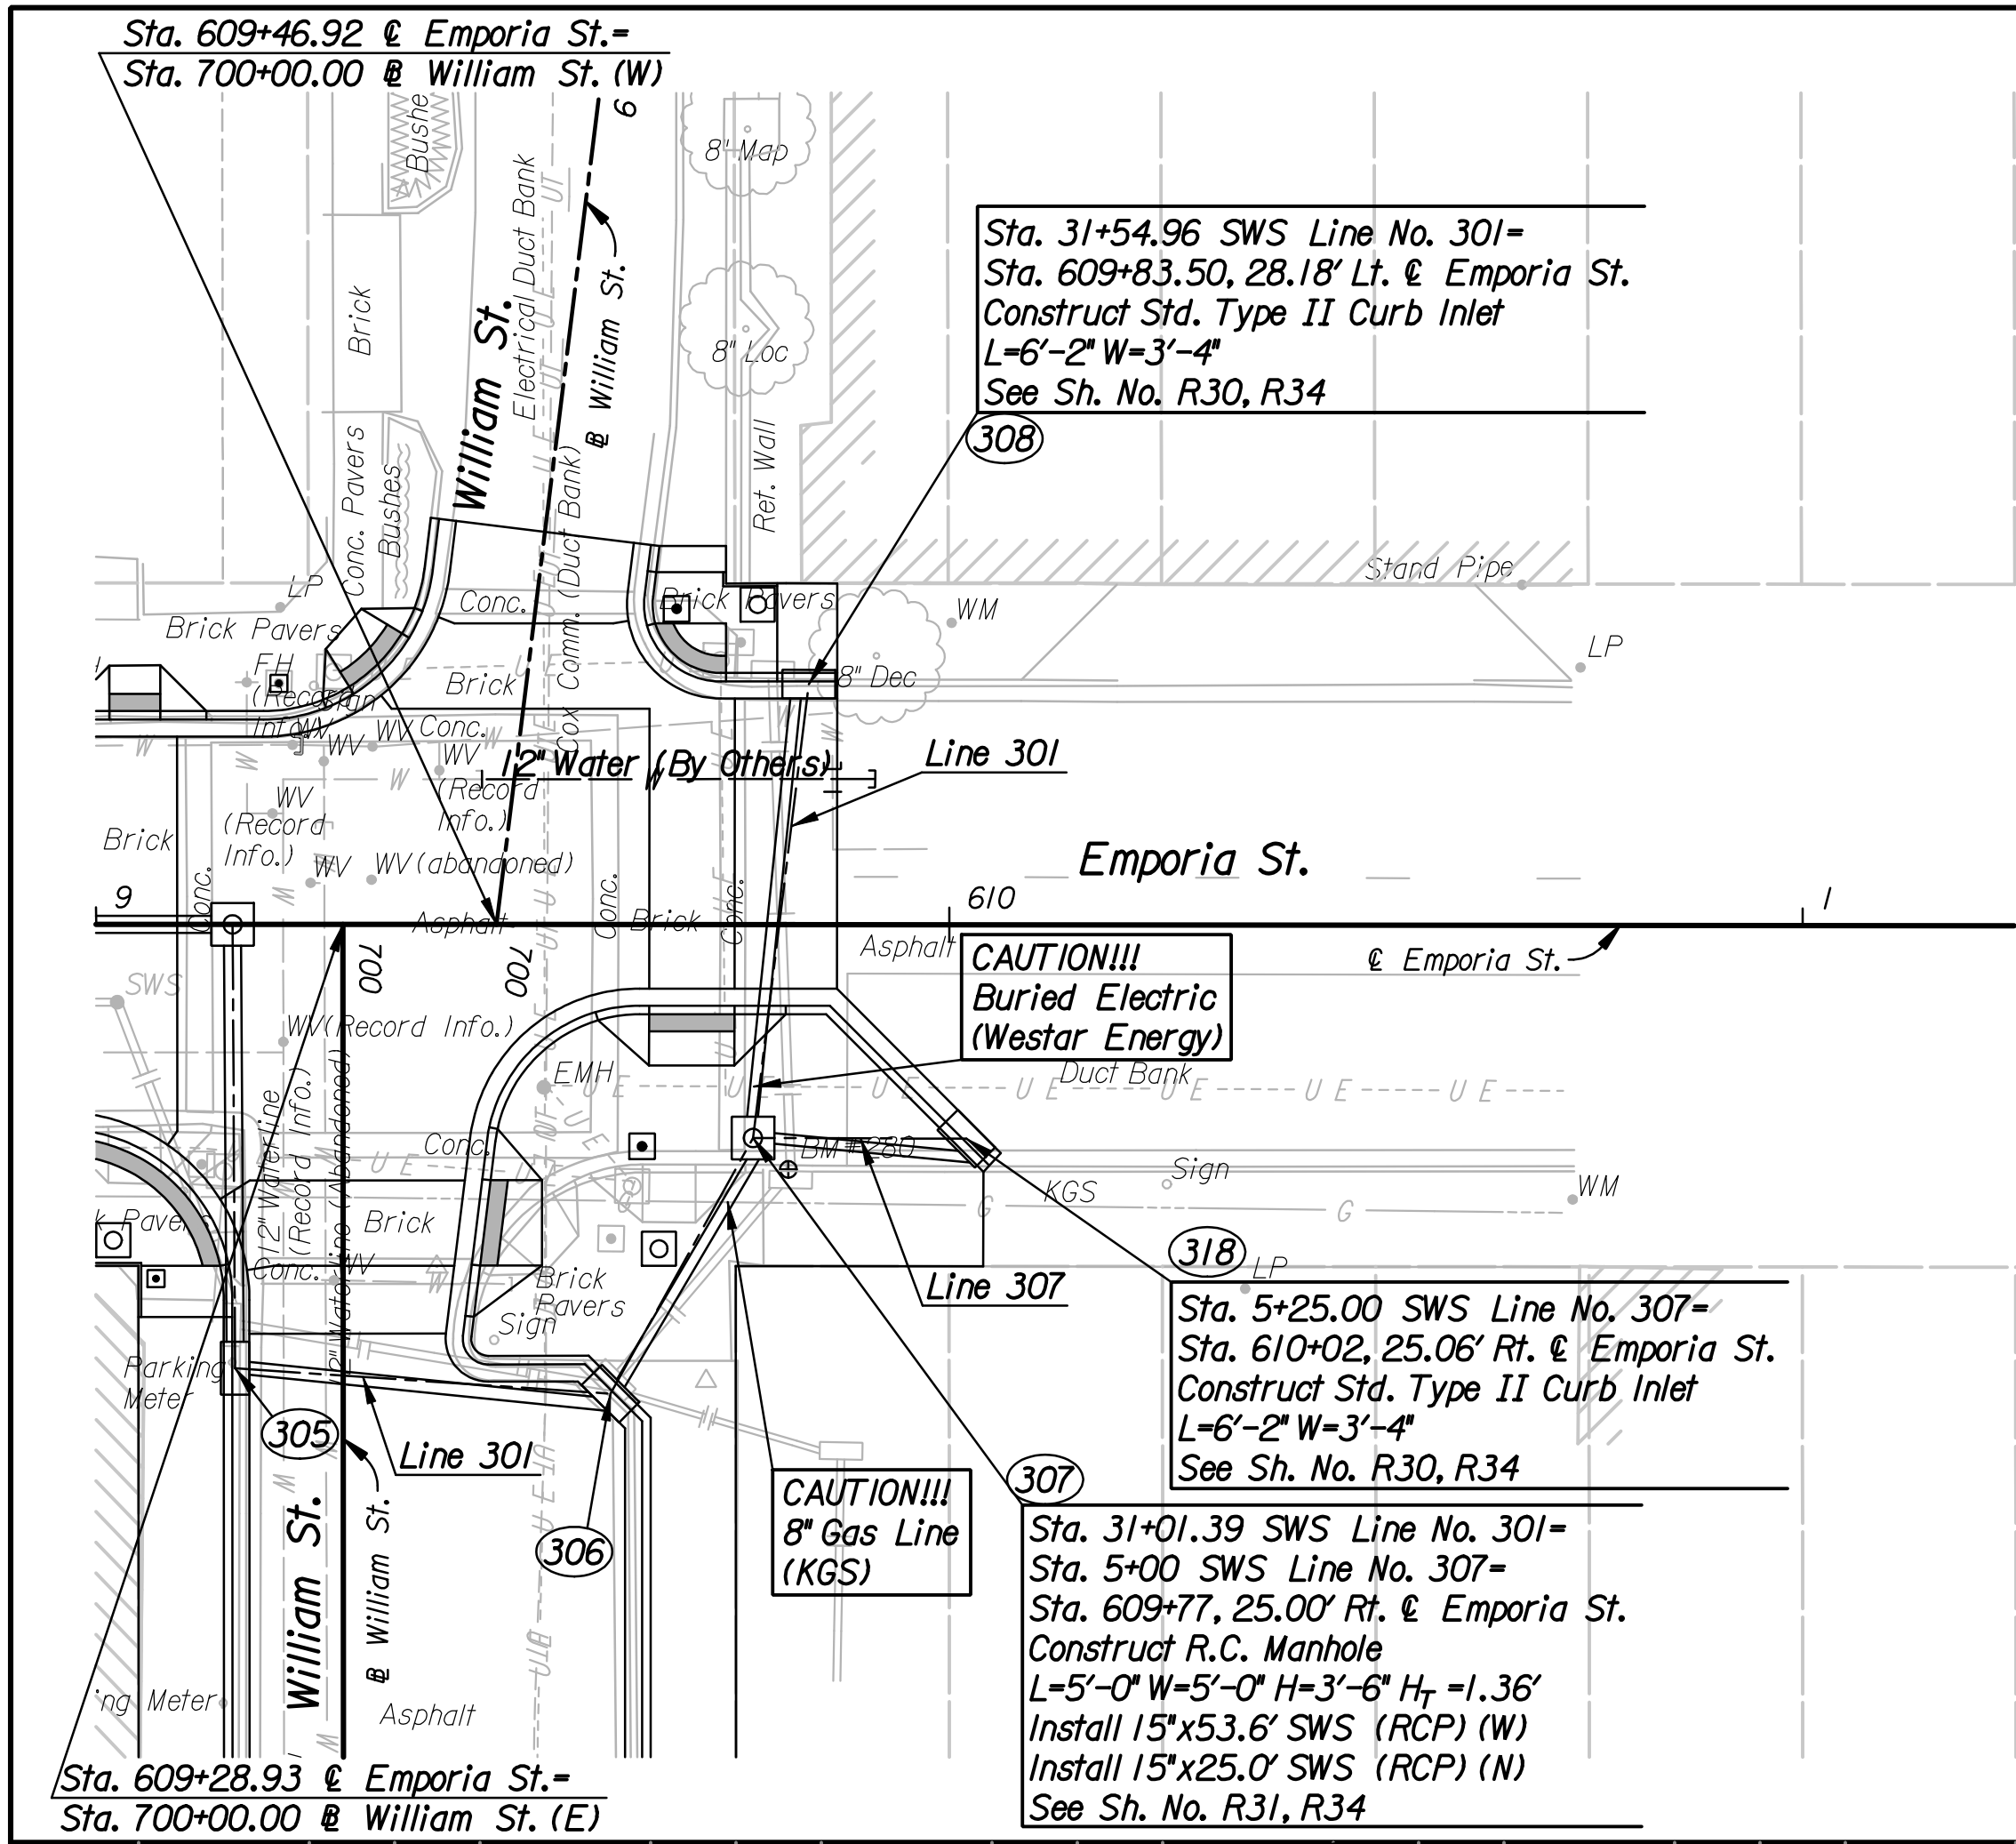 Sta. 609+46.92 ℄ Emporia St.=
Sta. 700+00.00 BL William St. (W)
6
Bushe
8" Map
Electrical Duct Bank
BL William St.
William St.
Brick
8" Loc
Sta. 31+54.96 SWS Line No. 301=
Sta. 609+83.50, 28.18' Lt. ℄ Emporia St.
Construct Std. Type II Curb Inlet
L=6'-2" W=3'-4"
See Sh. No. R30, R34
308
Conc. Pavers
Bushes
Cox Comm. (Duct Bank)
Ret. Wall
Stand Pipe
LP
Conc.
Brick Pavers
WM
Brick Pavers
FH
(Record
Info.)
Sign
Brick
8" Dec
LP
WV
WV
WV
Conc.
WV
(Record
Info.)
12" Water (By Others)
W
Line 301
WV
(Record
Info.)
Brick
WV
WV (abandoned)
Emporia St.
9
Conc.
Asphalt
Conc.
Brick
Conc.
610
1
Asphalt
℄ Emporia St.
700
700
CAUTION!!!
Buried Electric
(Westar Energy)
SWS
WV(Record Info.)
EMH
Duct Bank
U E U E U E U E U E U E
12" Waterline
(Record Info.)
12" Waterline (Abandoned)
Conc.
U E
BM #280
Sign
KGS
WM
G
G
k Pavers
Brick
Conc.
WV
Brick
Pavers
Sign
Line 307
318
LP
Sta. 5+25.00 SWS Line No. 307=
Sta. 610+02, 25.06' Rt. ℄ Emporia St.
Construct Std. Type II Curb Inlet
L=6'-2" W=3'-4"
See Sh. No. R30, R34
Parking
Meter
305
Line 301
306
CAUTION!!!
8" Gas Line
(KGS)
307
Sta. 31+01.39 SWS Line No. 301=
Sta. 5+00 SWS Line No. 307=
Sta. 609+77, 25.00' Rt. ℄ Emporia St.
Construct R.C. Manhole
L=5'-0" W=5'-0" H=3'-6" HT =1.36'
Install 15"x53.6' SWS (RCP) (W)
Install 15"x25.0' SWS (RCP) (N)
See Sh. No. R31, R34
William St.
BL William St.
ing Meter
Asphalt
Sta. 609+28.93 ℄ Emporia St.=
Sta. 700+00.00 BL William St. (E)